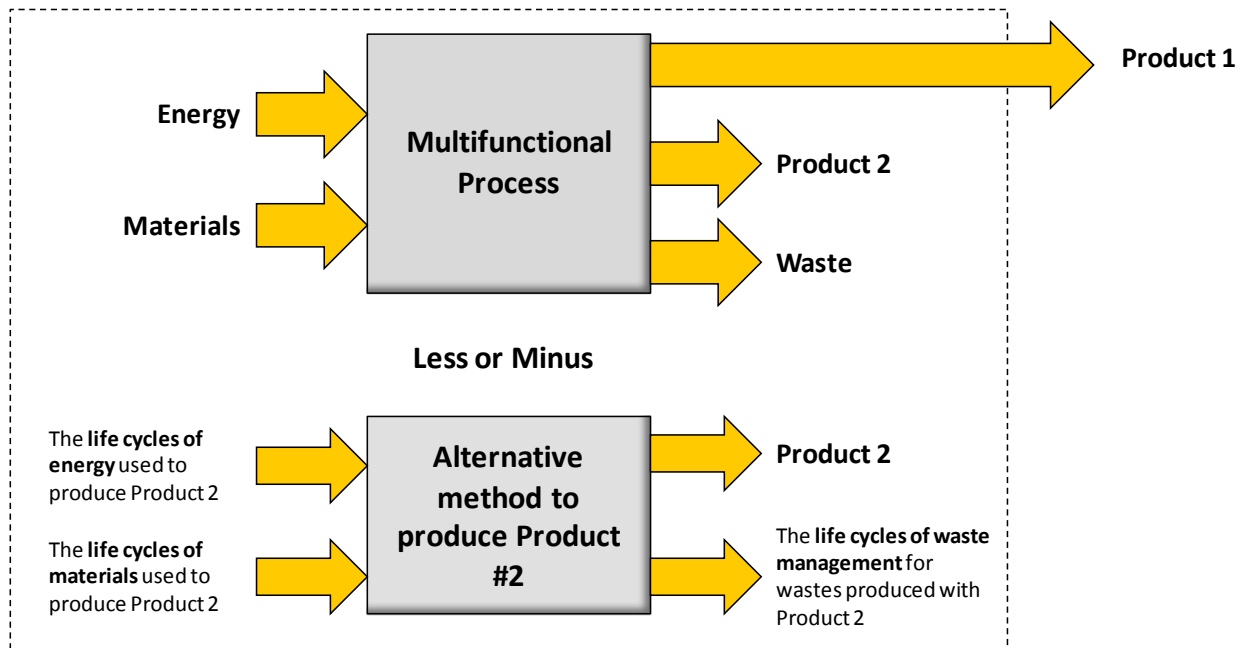 Product 1
Energy
Multifunctional
Process
Product 2
Materials
Waste
Less or Minus
The life cycles of
energy used to
produce Product 2
Alternative
method to
produce Product
#2
Product 2
The life cycles of
materials used to
produce Product 2
The life cycles of waste
management for
wastes produced with
Product 2